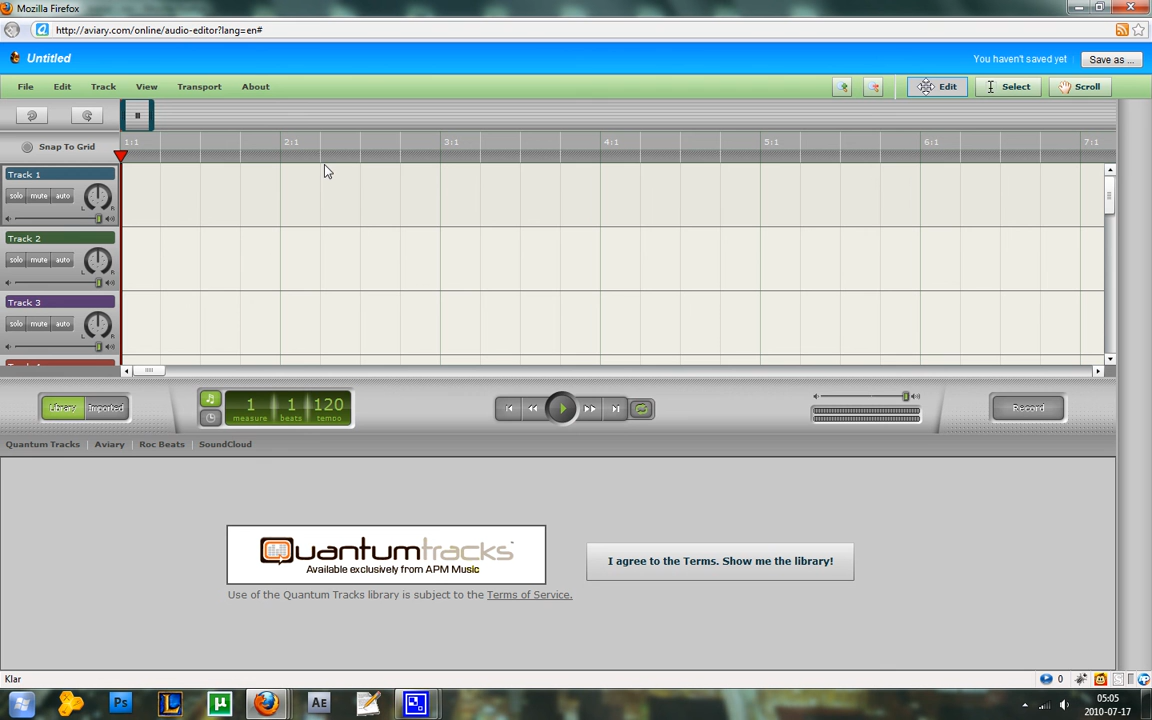 Mozilla Firefox
http://aviary.com/online/audio-editor?lang=en#
Untitled
You haven't saved yet
Save as ...
File Edit Track View Transport About
Edit Select Scroll
Snap To Grid
1:1 2:1 3:1 4:1 5:1 6:1 7:1
Track 1
solo mute auto
L R
Track 2
solo mute auto
L R
Track 3
solo mute auto
L R
Library Imported
1 1 120
measure beats tempo
Record
Quantum Tracks Aviary Roc Beats SoundCloud
Quantumtracks
Available exclusively from APM Music
I agree to the Terms. Show me the library!
Use of the Quantum Tracks library is subject to the Terms of Service.
Klar
0
Ps
L
µ
AE
05:05
2010-07-17